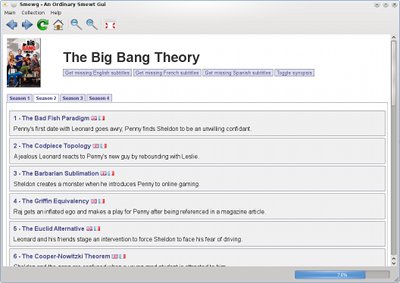 Smewg - An Ordinary Smewt Gui
Main Collection Help
The Big Bang Theory
Get missing English subtitles Get missing French subtitles Get missing Spanish subtitles Toggle synopsis
Season 1 Season 2 Season 3 Season 4
1 - The Bad Fish Paradigm
Penny's first date with Leonard goes awry; Penny finds Sheldon to be an unwilling confidant.
2 - The Codpiece Topology
A jealous Leonard reacts to Penny's new guy by rebounding with Leslie.
3 - The Barbarian Sublimation
Sheldon creates a monster when he introduces Penny to online gaming.
4 - The Griffin Equivalency
Raj gets an inflated ego and makes a play for Penny after being referenced in a magazine article.
5 - The Euclid Alternative
Leonard and his friends stage an intervention to force Sheldon to face his fear of driving.
6 - The Cooper-Nowitzki Theorem
74%